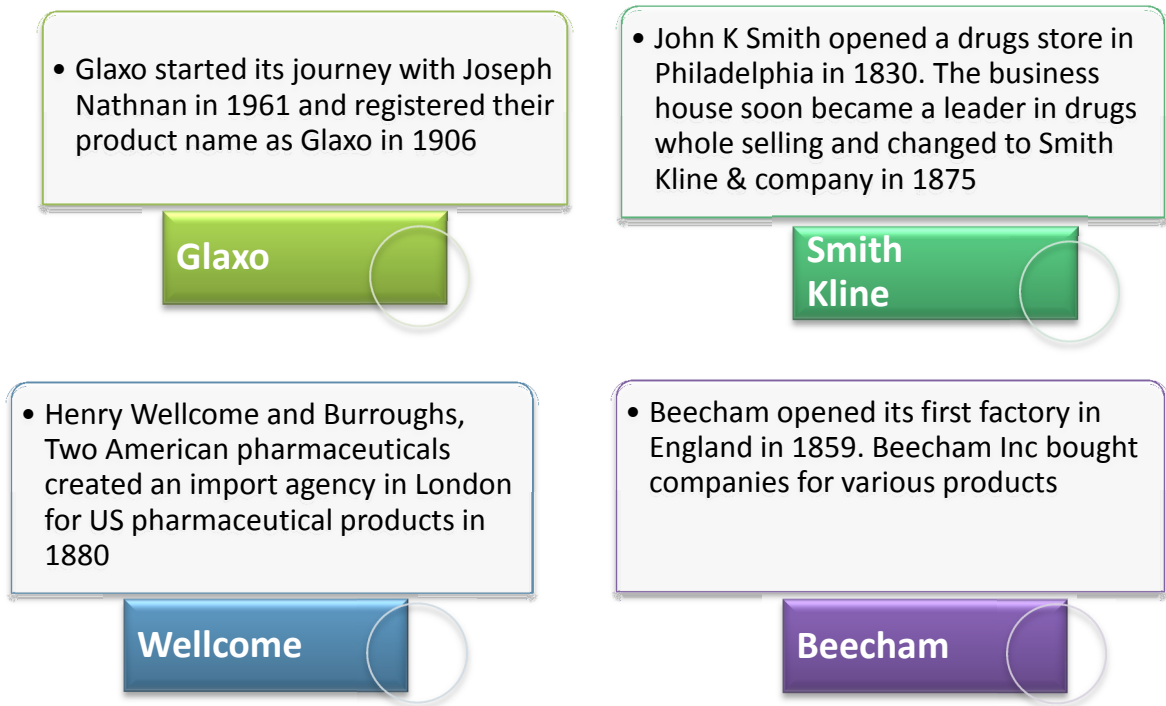 • Glaxo started its journey with Joseph
Nathnan in 1961 and registered their
product name as Glaxo in 1906
Glaxo
• John K Smith opened a drugs store in
Philadelphia in 1830. The business
house soon became a leader in drugs
whole selling and changed to Smith
Kline & company in 1875
Smith
Kline
• Henry Wellcome and Burroughs,
Two American pharmaceuticals
created an import agency in London
for US pharmaceutical products in
1880
Wellcome
• Beecham opened its first factory in
England in 1859. Beecham Inc bought
companies for various products
Beecham